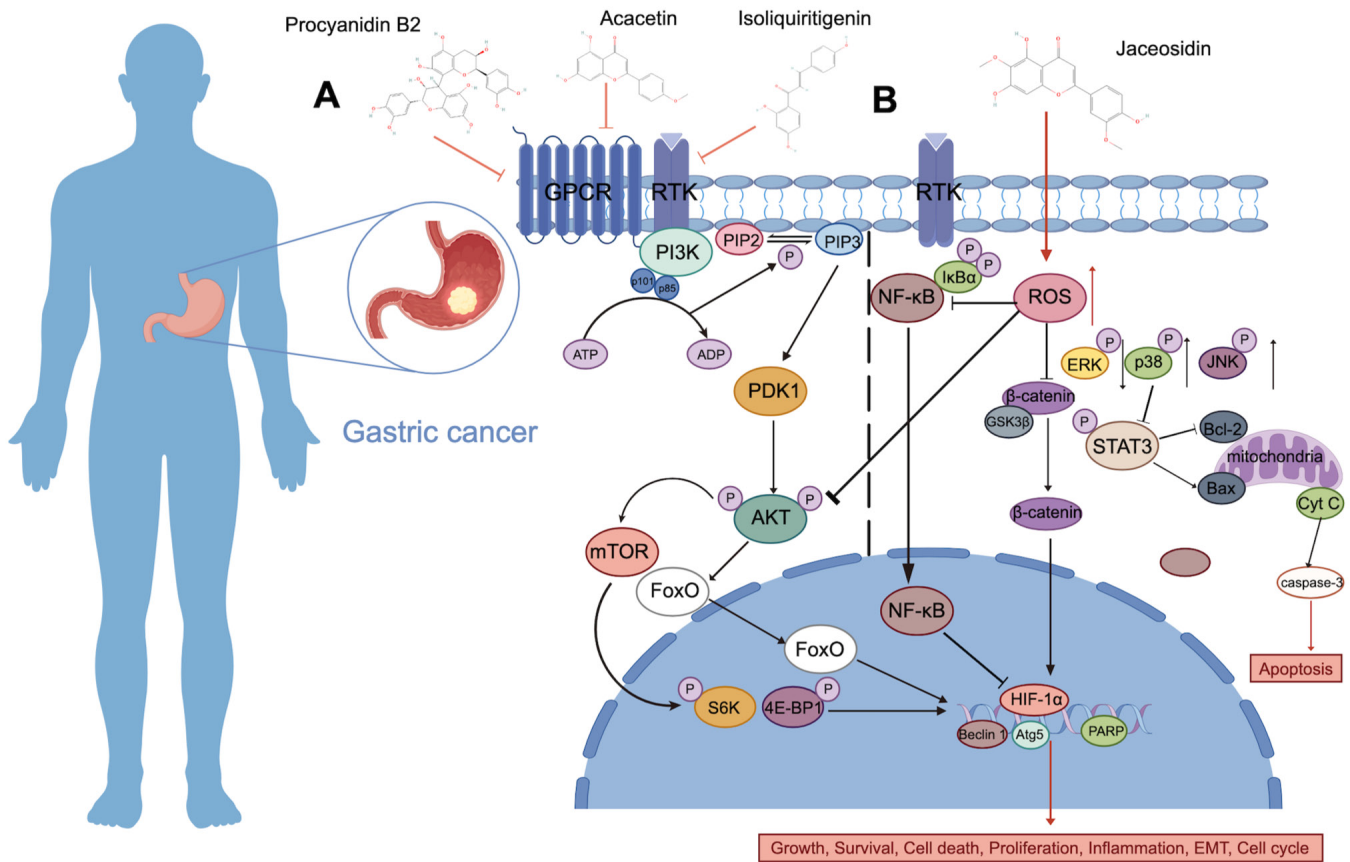 Procyanidin B2
Acacetin
Isoliquiritigenin
Jaceosidin
A
B
GPCR
RTK
RTK
PI3K
p101
p85
PIP2
PIP3
P
ATP
ADP
PDK1
Gastric cancer
P
P
AKT
mTOR
FoxO
FoxO
P
S6K
4E-BP1
P
NF-κB
IκBα
P
P
ROS
ERK
P
p38
P
JNK
P
β-catenin
GSK3β
P
STAT3
Bcl-2
Bax
mitochondria
Cyt C
caspase-3
Apoptosis
β-catenin
NF-κB
HIF-1α
Beclin 1
Atg5
PARP
Growth, Survival, Cell death, Proliferation, Inflammation, EMT, Cell cycle